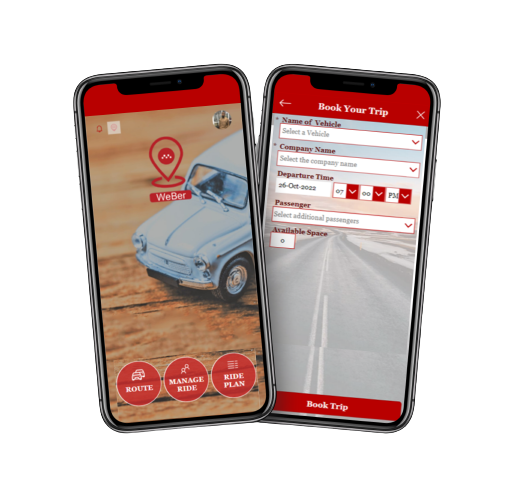 WeBer
ROUTE
MANAGE
RIDE
RIDE
PLAN
Book Your Trip
* Name of Vehicle
Select a Vehicle
* Company Name
Select the company name
Departure Time
26-Oct-2022 07 00 PM
Passenger
Select additional passengers
Available Space
0
Book Trip